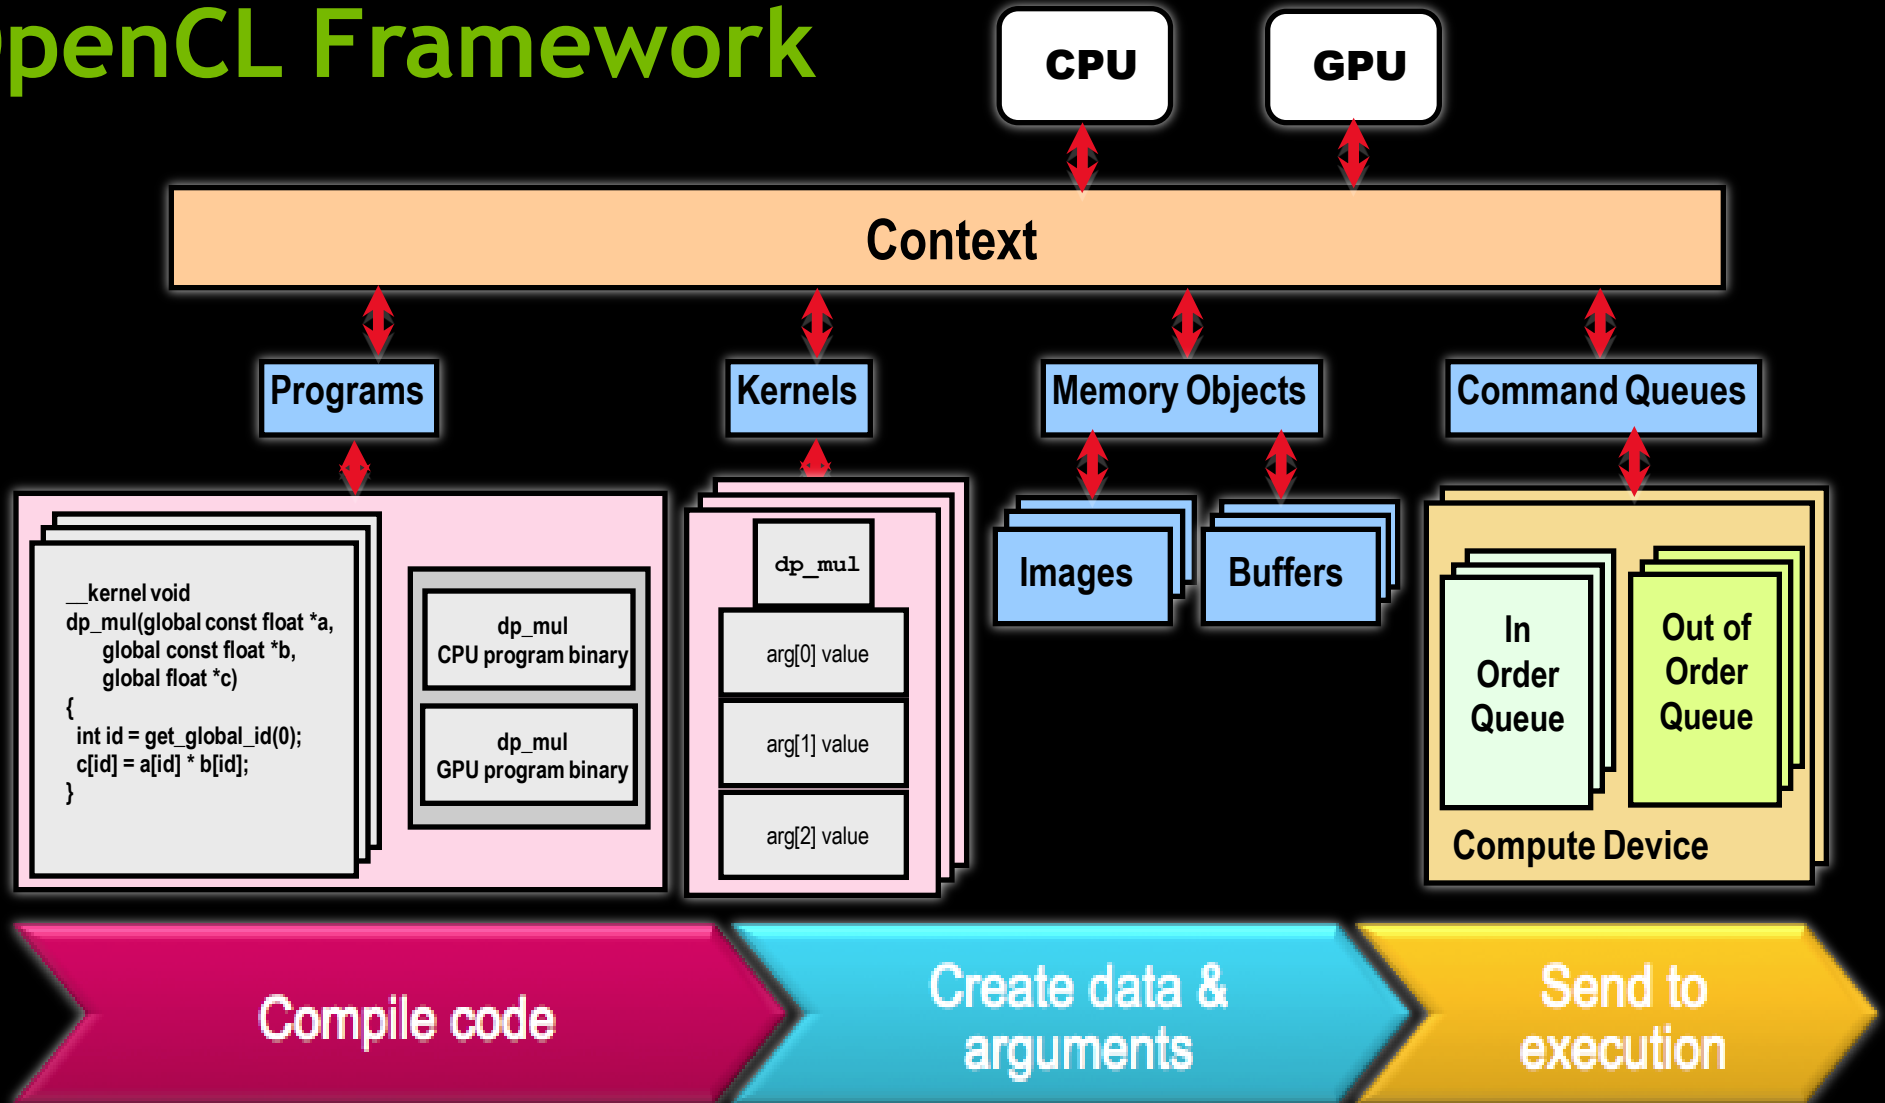 OpenCL Framework
CPU
GPU
Context
Programs
Kernels
Memory Objects
Command Queues
__kernel void
dp_mul(global const float *a,
global const float *b,
global float *c)
{
int id = get_global_id(0);
c[id] = a[id] * b[id];
}
dp_mul
CPU program binary
dp_mul
GPU program binary
dp_mul
arg[0] value
arg[1] value
arg[2] value
Images
Buffers
In
Order
Queue
Out of
Order
Queue
Compute Device
Compile code
Create data &
arguments
Send to
execution